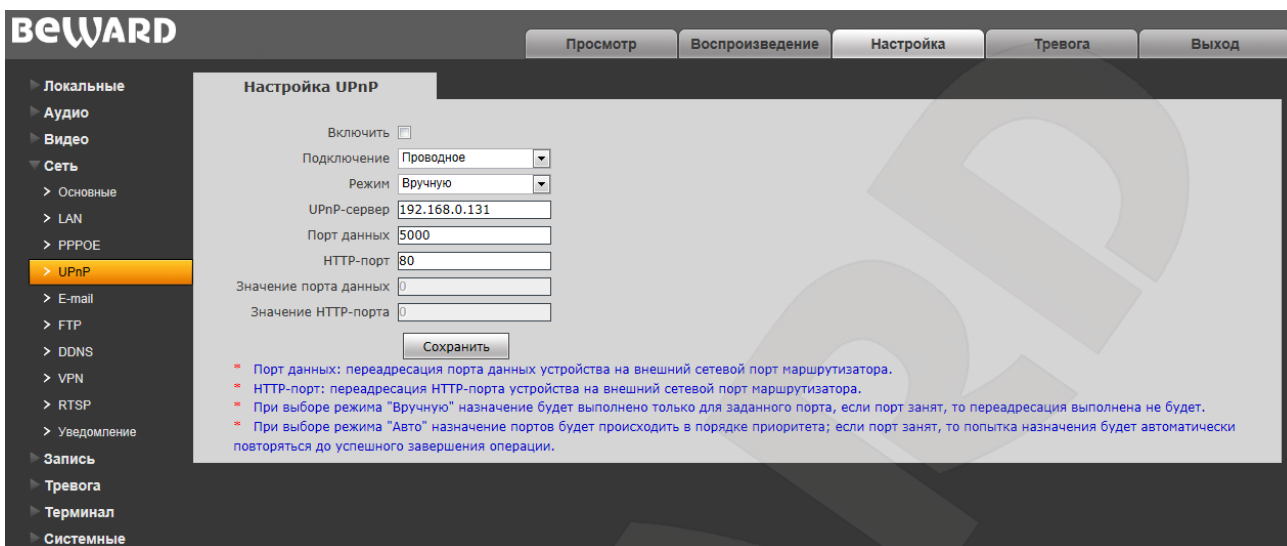 BEWARD
Просмотр Воспроизведение Настройка Тревога Выход
Локальные
Аудио
Видео
Сеть
Основные
LAN
PPPOE
UPnP
E-mail
FTP
DDNS
VPN
RTSP
Уведомление
Запись
Тревога
Терминал
Системные
Настройка UPnP
Включить
Подключение Проводное
Режим Вручную
UPnP-сервер 192.168.0.131
Порт данных 5000
HTTP-порт 80
Значение порта данных 0
Значение HTTP-порта 0
Сохранить
* Порт данных: переадресация порта данных устройства на внешний сетевой порт маршрутизатора.
* HTTP-порт: переадресация HTTP-порта устройства на внешний сетевой порт маршрутизатора.
* При выборе режима "Вручную" назначение будет выполнено только для заданного порта, если порт занят, то переадресация выполнена не будет.
* При выборе режима "Авто" назначение портов будет происходить в порядке приоритета; если порт занят, то попытка назначения будет автоматически
повторяться до успешного завершения операции.